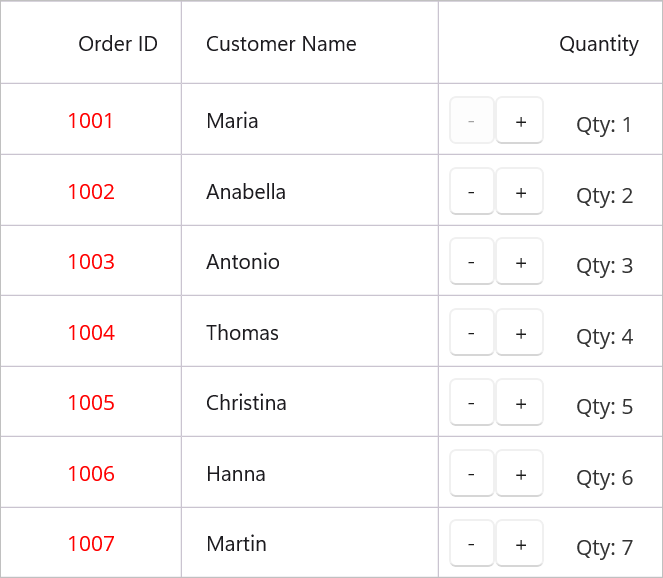 Order ID Customer Name Quantity
1001 Maria - + Qty: 1
1002 Anabella - + Qty: 2
1003 Antonio - + Qty: 3
1004 Thomas - + Qty: 4
1005 Christina - + Qty: 5
1006 Hanna - + Qty: 6
1007 Martin - + Qty: 7